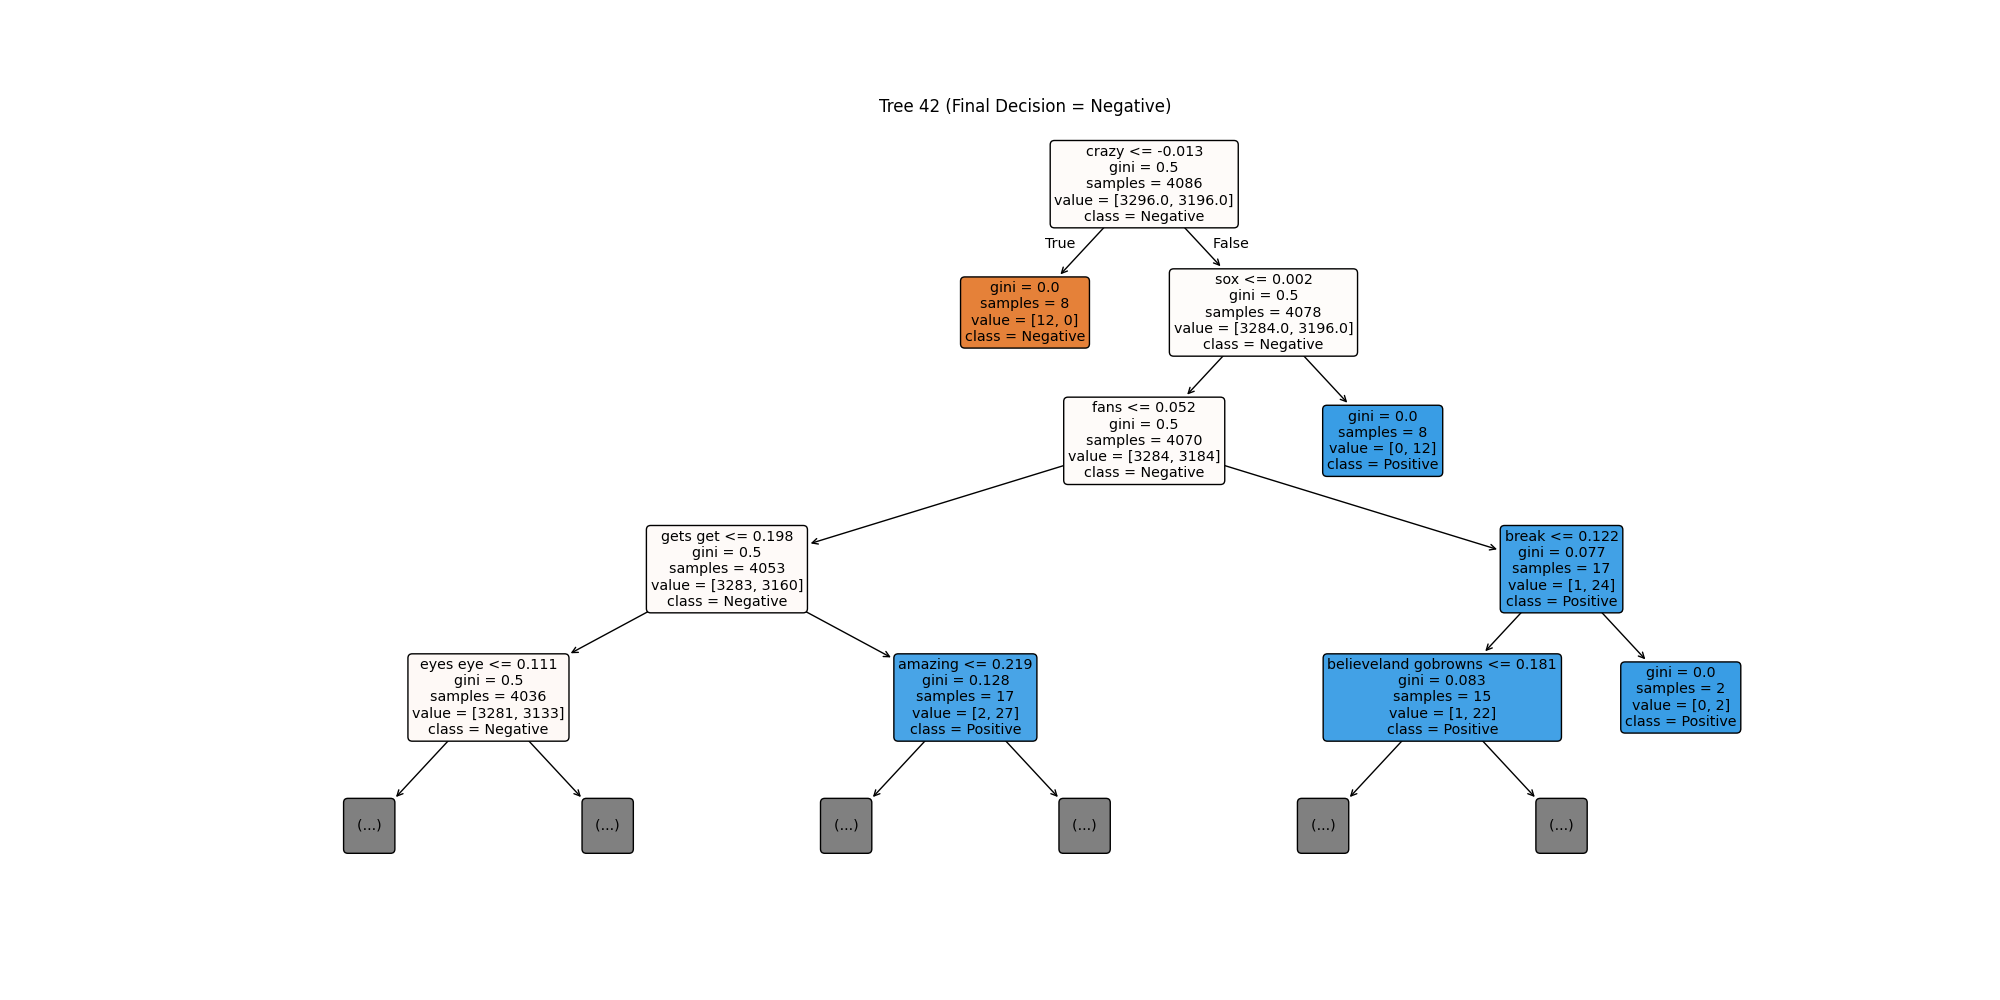 Tree 42 (Final Decision = Negative)
crazy <= -0.013
gini = 0.5
samples = 4086
value = [3296.0, 3196.0]
class = Negative
True
False
gini = 0.0
samples = 8
value = [12, 0]
class = Negative
sox <= 0.002
gini = 0.5
samples = 4078
value = [3284.0, 3196.0]
class = Negative
fans <= 0.052
gini = 0.5
samples = 4070
value = [3284, 3184]
class = Negative
gini = 0.0
samples = 8
value = [0, 12]
class = Positive
gets get <= 0.198
gini = 0.5
samples = 4053
value = [3283, 3160]
class = Negative
break <= 0.122
gini = 0.077
samples = 17
value = [1, 24]
class = Positive
eyes eye <= 0.111
gini = 0.5
samples = 4036
value = [3281, 3133]
class = Negative
amazing <= 0.219
gini = 0.128
samples = 17
value = [2, 27]
class = Positive
believeland gobrowns <= 0.181
gini = 0.083
samples = 15
value = [1, 22]
class = Positive
gini = 0.0
samples = 2
value = [0, 2]
class = Positive
(...)
(...)
(...)
(...)
(...)
(...)